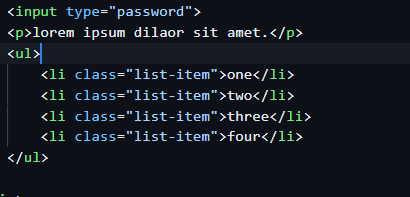 <input type="password">
<p>lorem ipsum dilaor sit amet.</p>
<ul>
    <li class="list-item">one</li>
    <li class="list-item">two</li>
    <li class="list-item">three</li>
    <li class="list-item">four</li>
</ul>